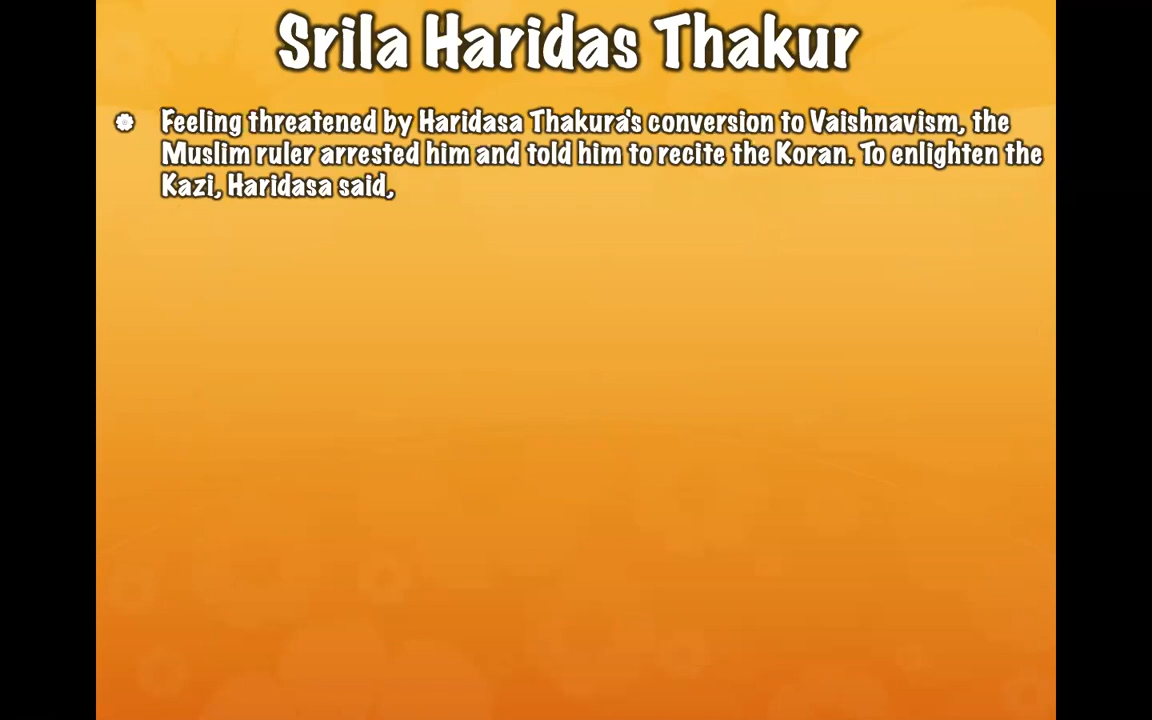 Srila Haridas Thakur
Feeling threatened by Haridasa Thakura's conversion to Vaishnavism, the
Muslim ruler arrested him and told him to recite the Koran. To enlighten the
Kazi, Haridasa said,